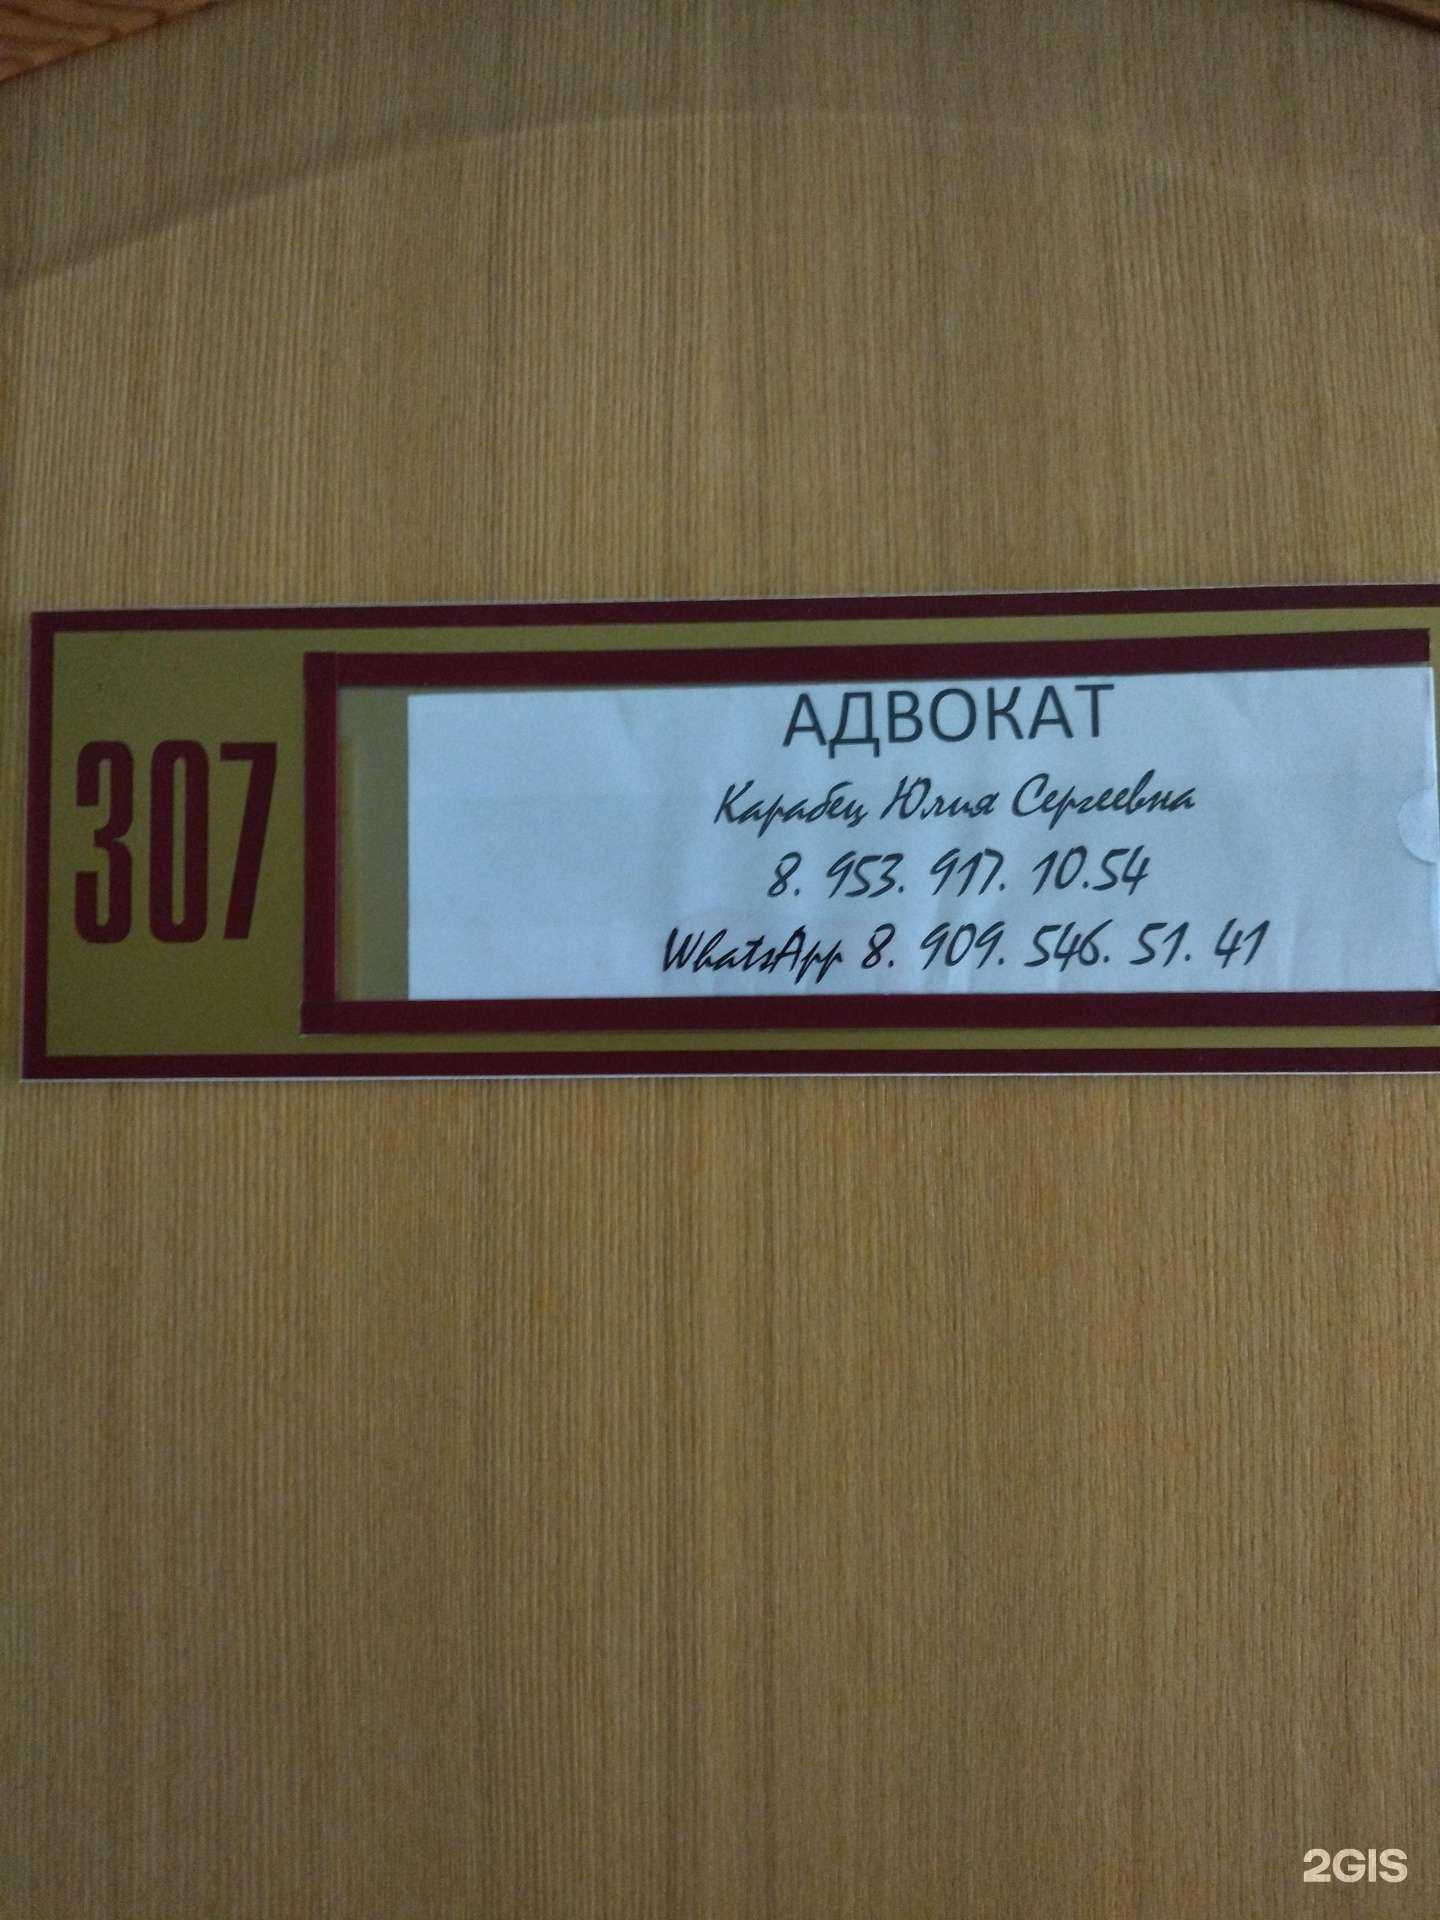 307
АДВОКАТ
Карабец Юлия Сергеевна
8. 953. 917. 10.54
WhatsApp 8. 909. 546. 51. 41
2GIS